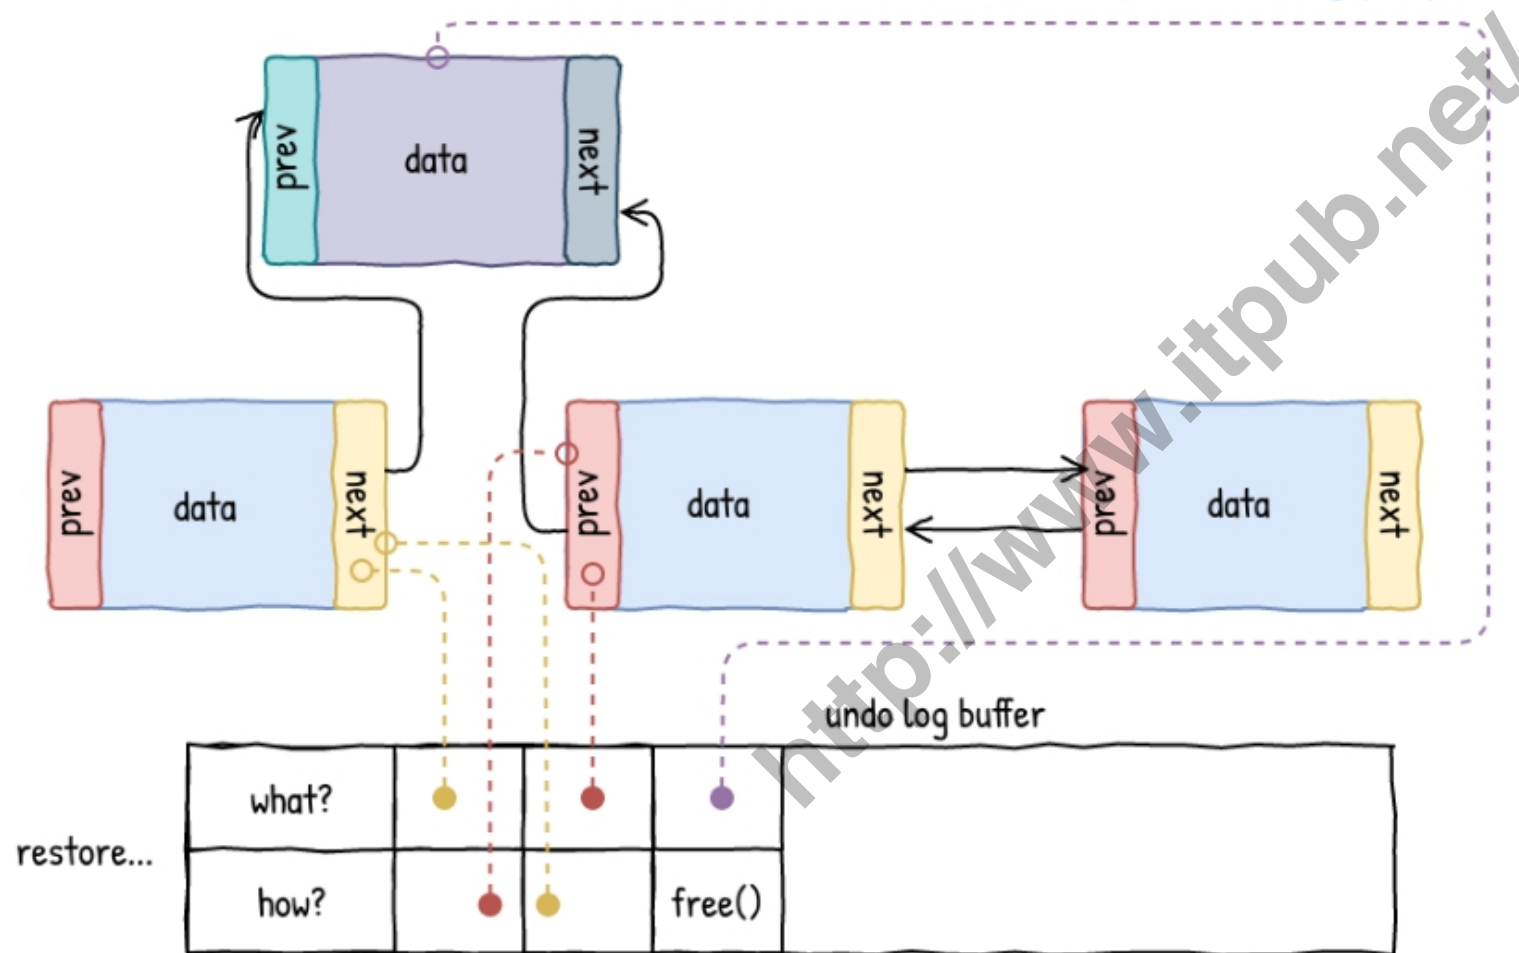 prev
data
next
prev
data
next
prev
data
next
prev
data
next
undo log buffer
restore...
what?
how?
free()
http://www.itpub.net/